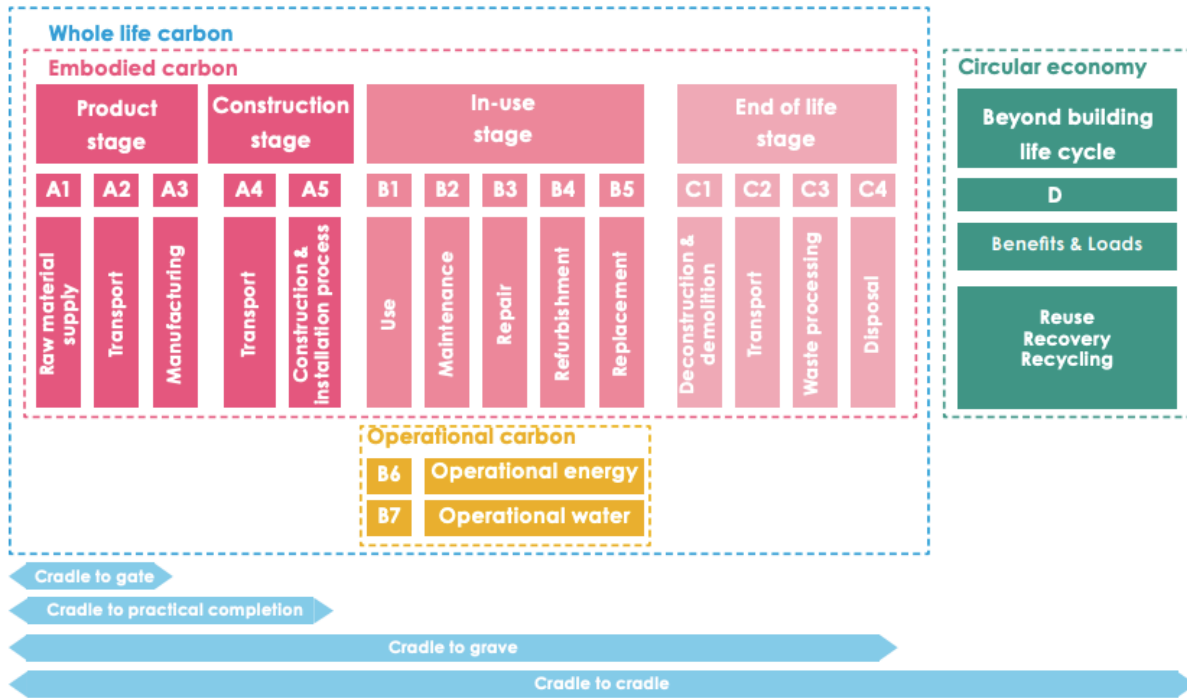 Whole life carbon
Embodied carbon
Circular economy
Product
stage
Construction
stage
In-use
stage
End of life
stage
Beyond building
life cycle
A1
A2
A3
A4
A5
B1
B2
B3
B4
B5
C1
C2
C3
C4
D
Raw material
supply
Transport
Manufacturing
Transport
Construction &
installation process
Use
Maintenance
Repair
Refurbishment
Replacement
Deconstruction &
demolition
Transport
Waste processing
Disposal
Benefits & Loads
Reuse
Recovery
Recycling
Operational carbon
B6
Operational energy
B7
Operational water
Cradle to gate
Cradle to practical completion
Cradle to grave
Cradle to cradle